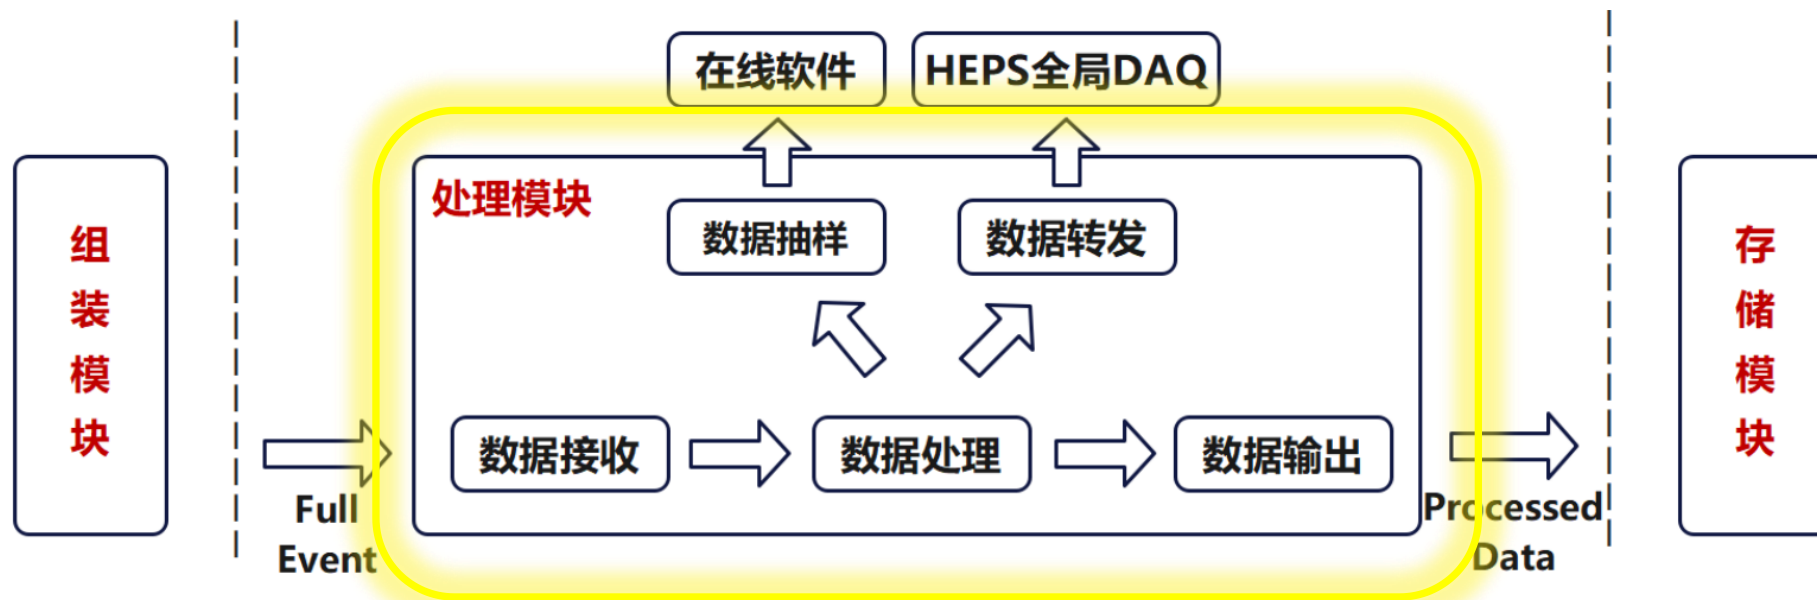 在线软件
HEPS全局DAQ
组装模块
处理模块
数据抽样
数据转发
数据接收
数据处理
数据输出
Full
Event
Processed
Data
存储模块